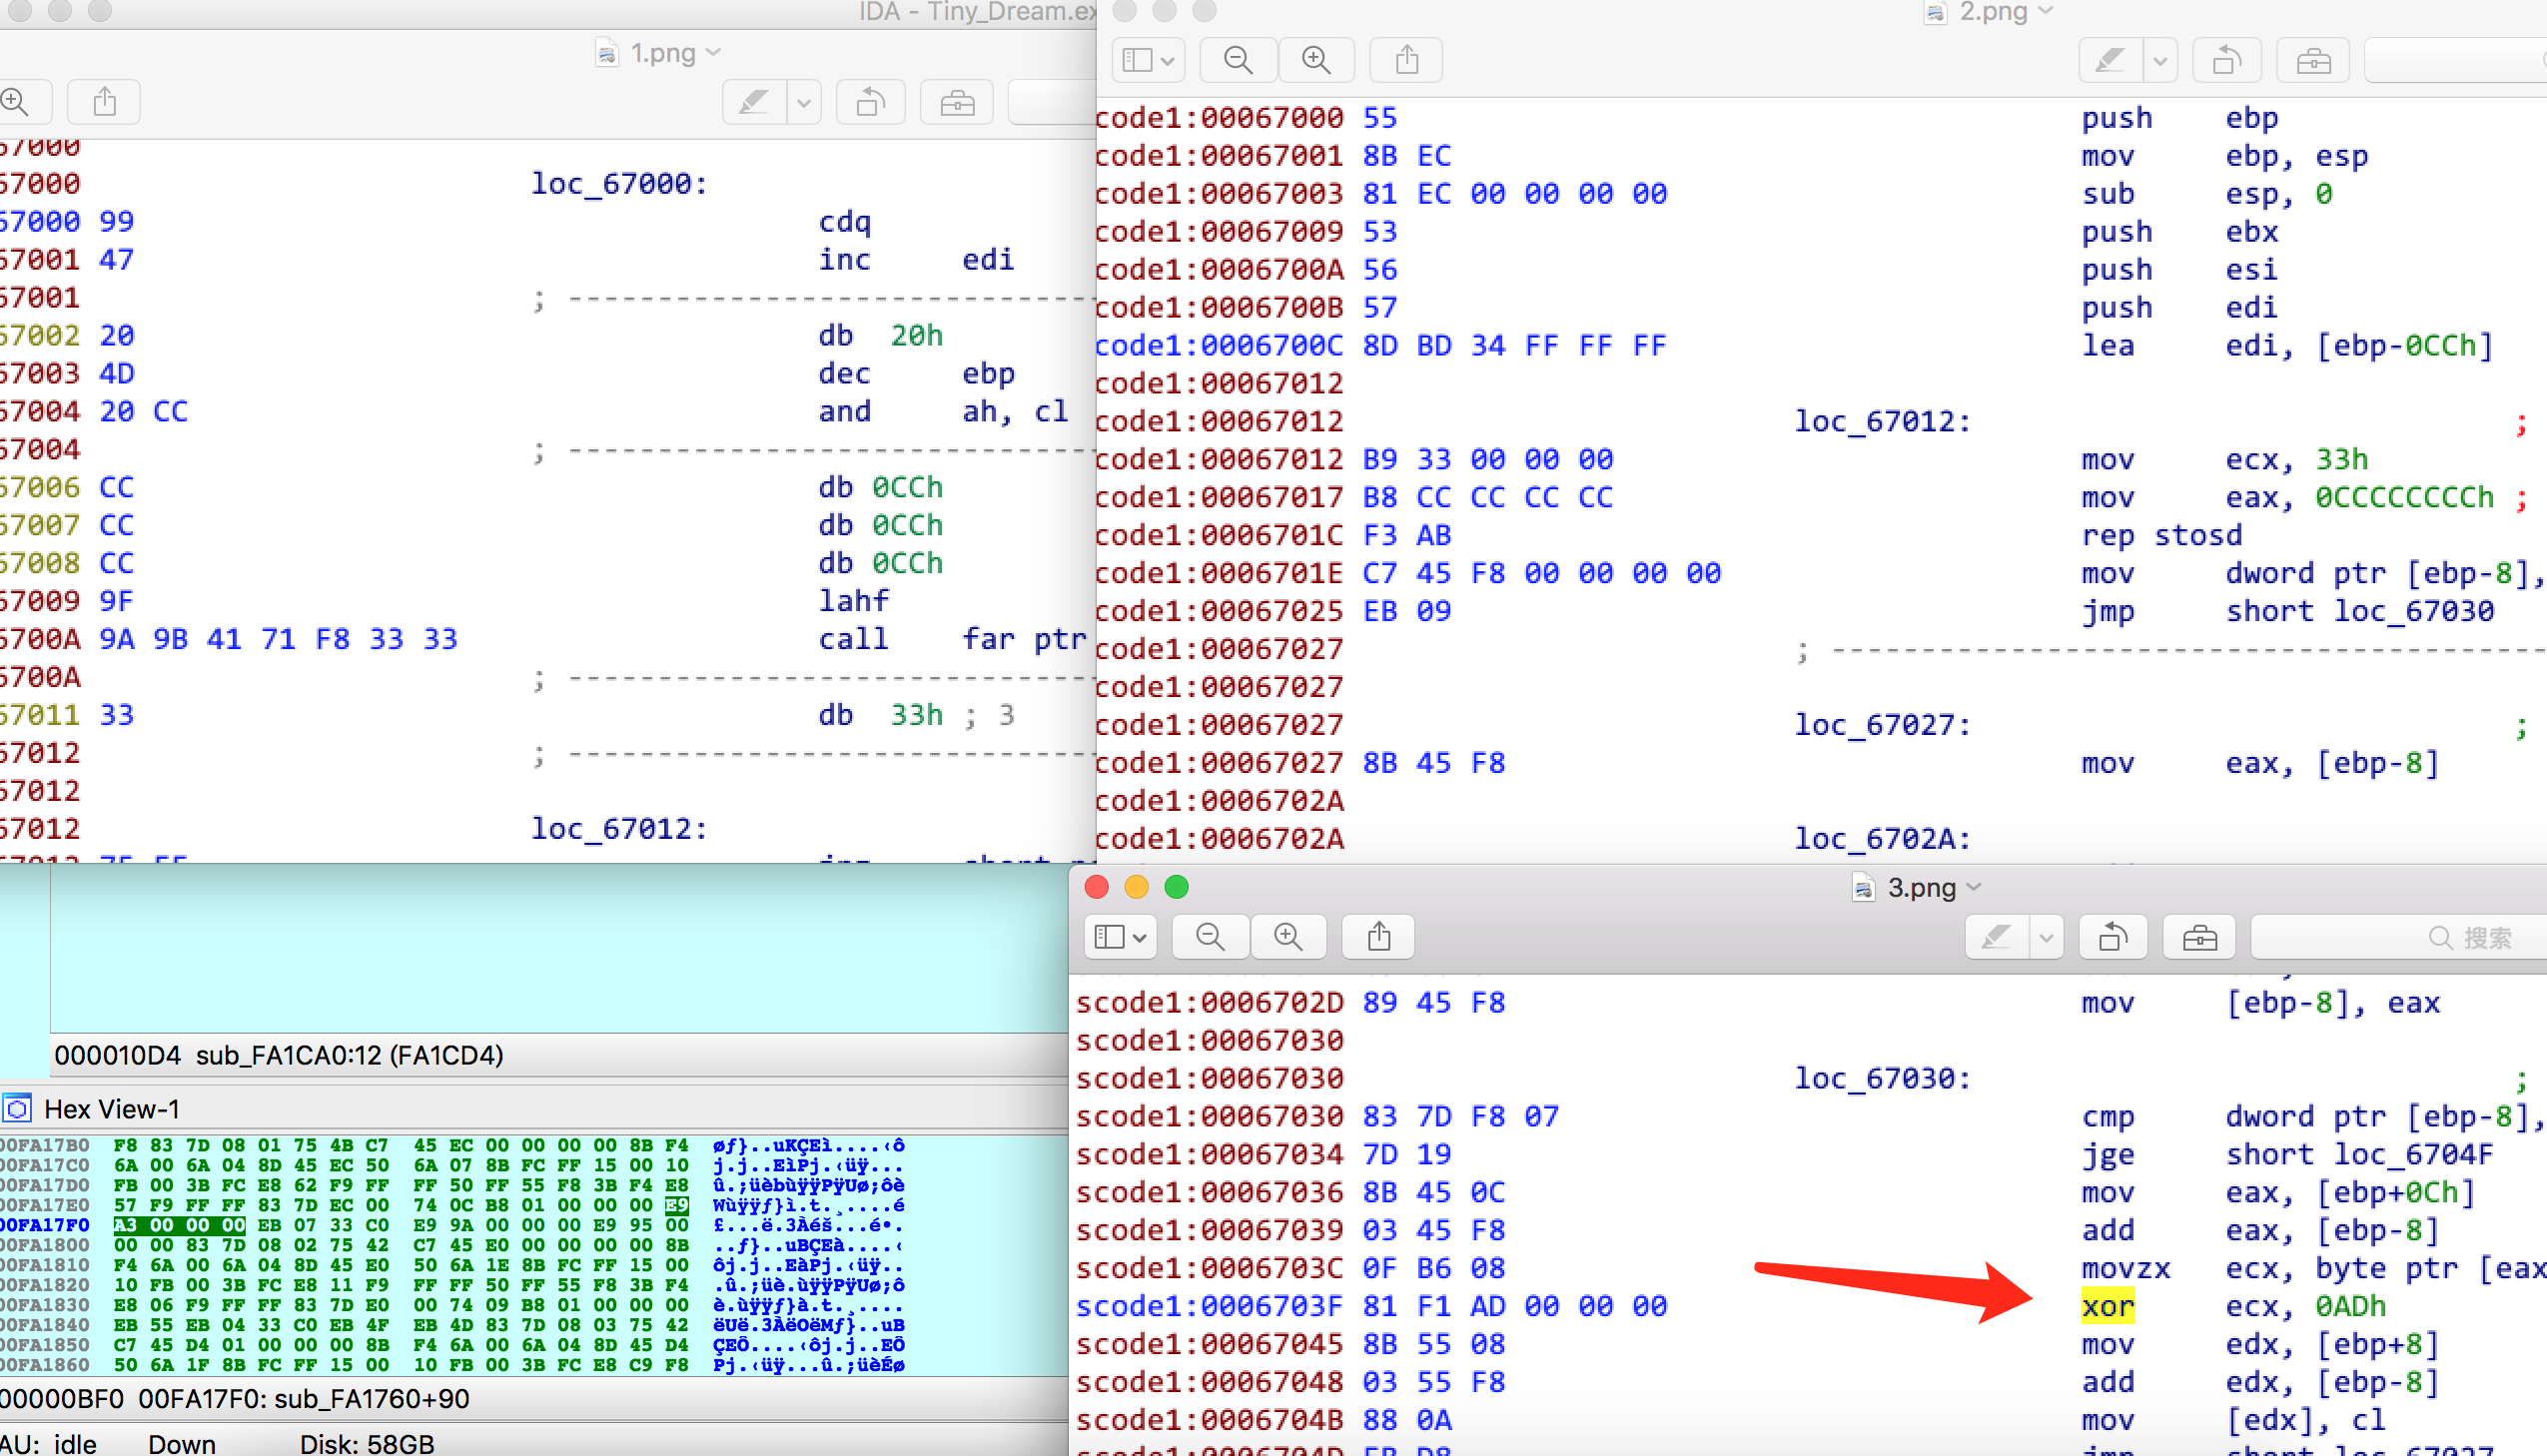 IDA - Tiny_Dream.ex
1.png
67000
67000 loc_67000:
67000 99 cdq
67001 47 inc edi
67001 ; -----------------------------
67002 20 db 20h
67003 4D dec ebp
67004 20 CC and ah, cl
67004 ; -----------------------------
67006 CC db 0CCh
67007 CC db 0CCh
67008 CC db 0CCh
67009 9F lahf
6700A 9A 9B 41 71 F8 33 33 call far ptr
6700A ; -----------------------------
67011 33 db 33h ; 3
67012 ; -----------------------------
67012
67012 loc_67012:
2.png
code1:00067000 55 push ebp
code1:00067001 8B EC mov ebp, esp
code1:00067003 81 EC 00 00 00 00 sub esp, 0
code1:00067009 53 push ebx
code1:0006700A 56 push esi
code1:0006700B 57 push edi
code1:0006700C 8D BD 34 FF FF FF lea edi, [ebp-0CCh]
code1:00067012
code1:00067012 loc_67012: ;
code1:00067012 B9 33 00 00 00 mov ecx, 33h
code1:00067017 B8 CC CC CC CC mov eax, 0CCCCCCCCh ;
code1:0006701C F3 AB rep stosd
code1:0006701E C7 45 F8 00 00 00 00 mov dword ptr [ebp-8],
code1:00067025 EB 09 jmp short loc_67030
code1:00067027 ; ----------------------------------------
code1:00067027
code1:00067027 loc_67027: ;
code1:00067027 8B 45 F8 mov eax, [ebp-8]
code1:0006702A
code1:0006702A loc_6702A:
3.png
搜索
scode1:0006702D 89 45 F8 mov [ebp-8], eax
scode1:00067030
scode1:00067030 loc_67030: ;
scode1:00067030 83 7D F8 07 cmp dword ptr [ebp-8],
scode1:00067034 7D 19 jge short loc_6704F
scode1:00067036 8B 45 0C mov eax, [ebp+0Ch]
scode1:00067039 03 45 F8 add eax, [ebp-8]
scode1:0006703C 0F B6 08 movzx ecx, byte ptr [eax
scode1:0006703F 81 F1 AD 00 00 00 xor ecx, 0ADh
scode1:00067045 8B 55 08 mov edx, [ebp+8]
scode1:00067048 03 55 F8 add edx, [ebp-8]
scode1:0006704B 88 0A mov [edx], cl
000010D4 sub_FA1CA0:12 (FA1CD4)
Hex View-1
00FA17B0 F8 83 7D 08 01 75 4B C7 45 EC 00 00 00 00 8B F4 øƒ}..uKÇEì....‹ô
00FA17C0 6A 00 6A 04 8D 45 EC 50 6A 07 8B FC FF 15 00 10 j.j..EìPj.‹üÿ...
00FA17D0 FB 00 3B FC E8 62 F9 FF FF 50 FF 55 F8 3B F4 E8 û.;üèbùÿÿPÿUø;ôè
00FA17E0 57 F9 FF FF 83 7D EC 00 74 0C B8 01 00 00 00 E9 Wùÿÿƒ}ì.t.¸....é
00FA17F0 A3 00 00 00 EB 07 33 C0 E9 9A 00 00 00 E9 95 00 £...ë.3Àéš...é•.
00FA1800 00 00 83 7D 08 02 75 42 C7 45 E0 00 00 00 00 8B ..ƒ}..uBÇEà....‹
00FA1810 F4 6A 00 6A 04 8D 45 E0 50 6A 1E 8B FC FF 15 00 ôj.j..EàPj.‹üÿ..
00FA1820 10 FB 00 3B FC E8 11 F9 FF FF 50 FF 55 F8 3B F4 .û.;üè.ùÿÿPÿUø;ô
00FA1830 E8 06 F9 FF FF 83 7D E0 00 74 09 B8 01 00 00 00 è.ùÿÿƒ}à.t.¸....
00FA1840 EB 55 EB 04 33 C0 EB 4F EB 4D 83 7D 08 03 75 42 ëUë.3ÀëOëMƒ}..uB
00FA1850 C7 45 D4 01 00 00 00 8B F4 6A 00 6A 04 8D 45 D4 ÇEÔ....‹ôj.j..EÔ
00FA1860 50 6A 1F 8B FC FF 15 00 10 FB 00 3B FC E8 C9 F8 Pj.‹üÿ...û.;üèÉø
00000BF0 00FA17F0: sub_FA1760+90
AU: idle Down Disk: 58GB